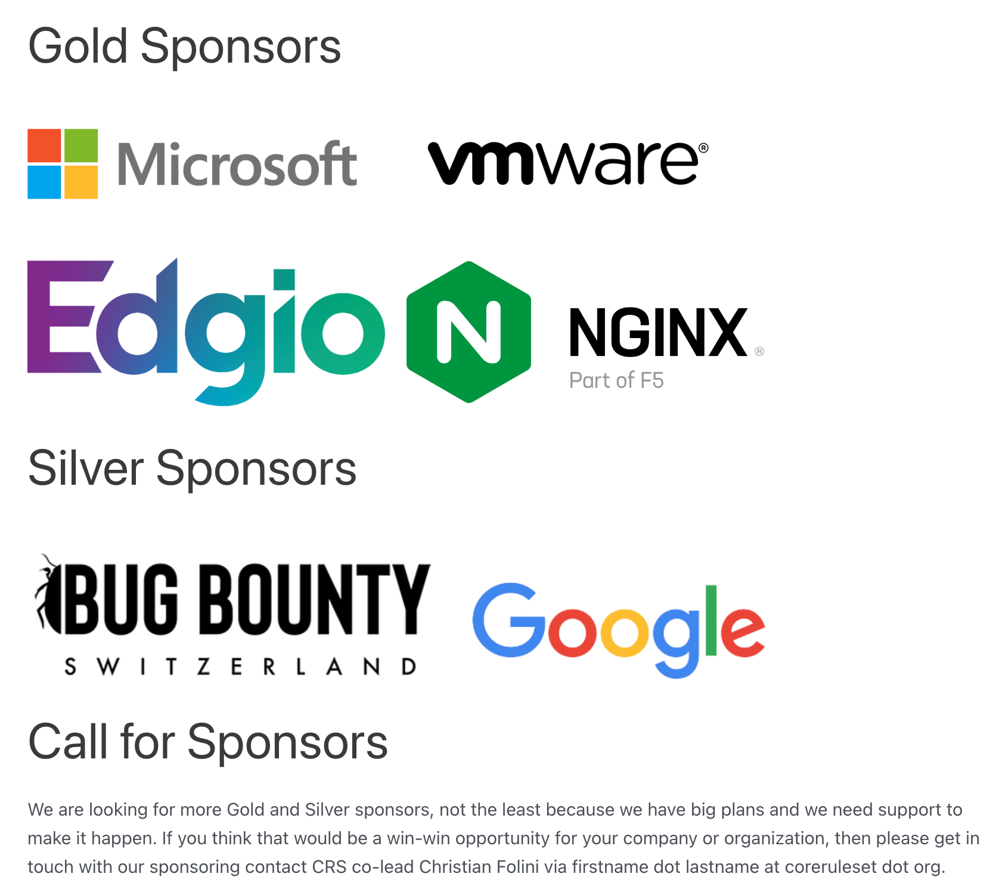 Gold Sponsors
Microsoft
vmware®
Edgio
N
NGINX®
Part of F5
Silver Sponsors
BUG BOUNTY
SWITZERLAND
Google
Call for Sponsors
We are looking for more Gold and Silver sponsors, not the least because we have big plans and we need support to
make it happen. If you think that would be a win-win opportunity for your company or organization, then please get in
touch with our sponsoring contact CRS co-lead Christian Folini via firstname dot lastname at coreruleset dot org.